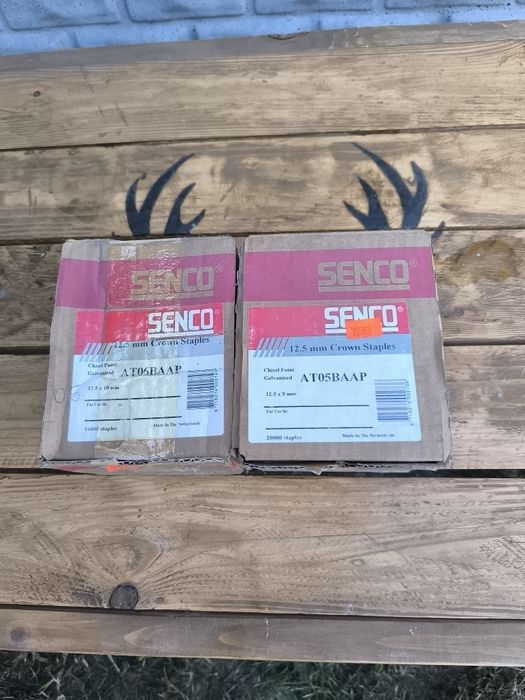 SENCO®
SENCO®
12.5 mm Crown Staples
Chisel Point
Galvanized
AT06BAAP
12.5 x 10 mm
For Use in:
16000 staples
Made In The Netherlands
SENCO®
SENCO®
12.5 mm Crown Staples
Chisel Point
Galvanized
AT05BAAP
12.5 x 8 mm
For Use in:
20000 staples
Made In The Netherlands